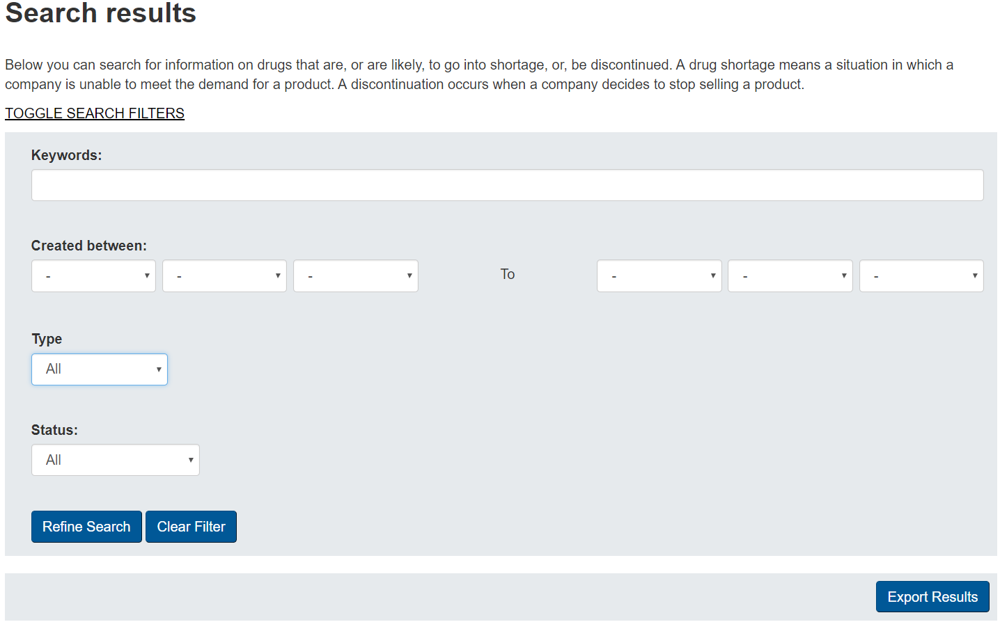 Search results
Below you can search for information on drugs that are, or are likely, to go into shortage, or, be discontinued. A drug shortage means a situation in which a
company is unable to meet the demand for a product. A discontinuation occurs when a company decides to stop selling a product.
TOGGLE SEARCH FILTERS
Keywords:
Created between:
- - - To - - -
Type
All
Status:
All
Refine Search Clear Filter
Export Results